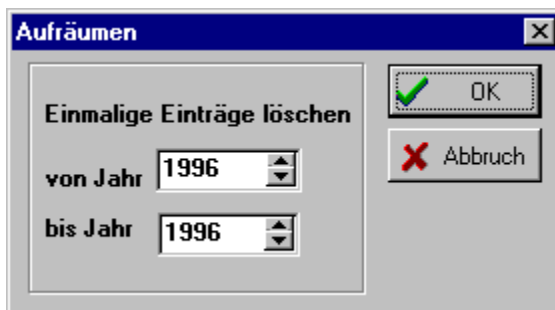 Aufräumen
Einmalige Einträge löschen
von Jahr 1996
bis Jahr 1996
OK
Abbruch